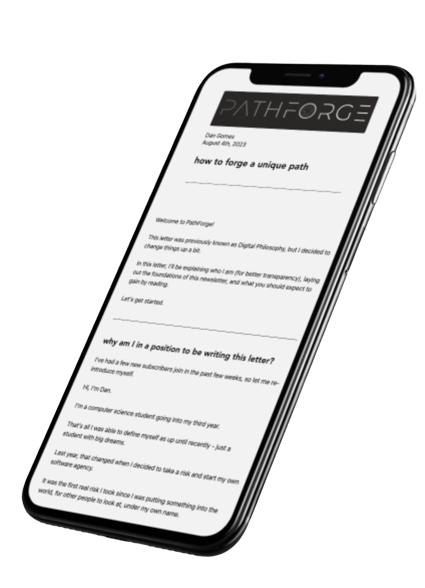 PATHFORGE
Dan Gomes
August 4th, 2023
how to forge a unique path
Welcome to PathForge!
This letter was previously known as Digital Philosophy, but I decided to
change things up a bit.
In this letter, I'll be explaining who I am (for better transparency), laying
out the foundations of this newsletter, and what you should expect to
gain by reading.
Let's get started.
why am I in a position to be writing this letter?
I've had a few new subscribers join in the past few weeks, so let me re-
introduce myself.
Hi, I'm Dan.
I'm a computer science student going into my third year.
That's all I was able to define myself as up until recently - just a
student with big dreams.
Last year, that changed when I decided to take a risk and start my own
software agency.
It was the first real risk I took since I was putting something into the
world, for other people to look at, under my own name.